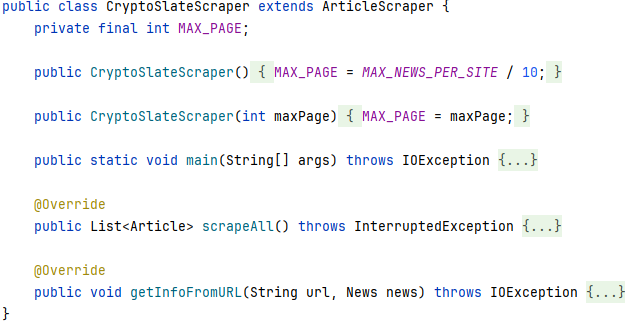 public class CryptoSlateScraper extends ArticleScraper {
    private final int MAX_PAGE;
    public CryptoSlateScraper() { MAX_PAGE = MAX_NEWS_PER_SITE / 10; }
    public CryptoSlateScraper(int maxPage) { MAX_PAGE = maxPage; }
    public static void main(String[] args) throws IOException {...}
    @Override
    public List<Article> scrapeAll() throws InterruptedException {...}
    @Override
    public void getInfoFromURL(String url, News news) throws IOException {...}
}